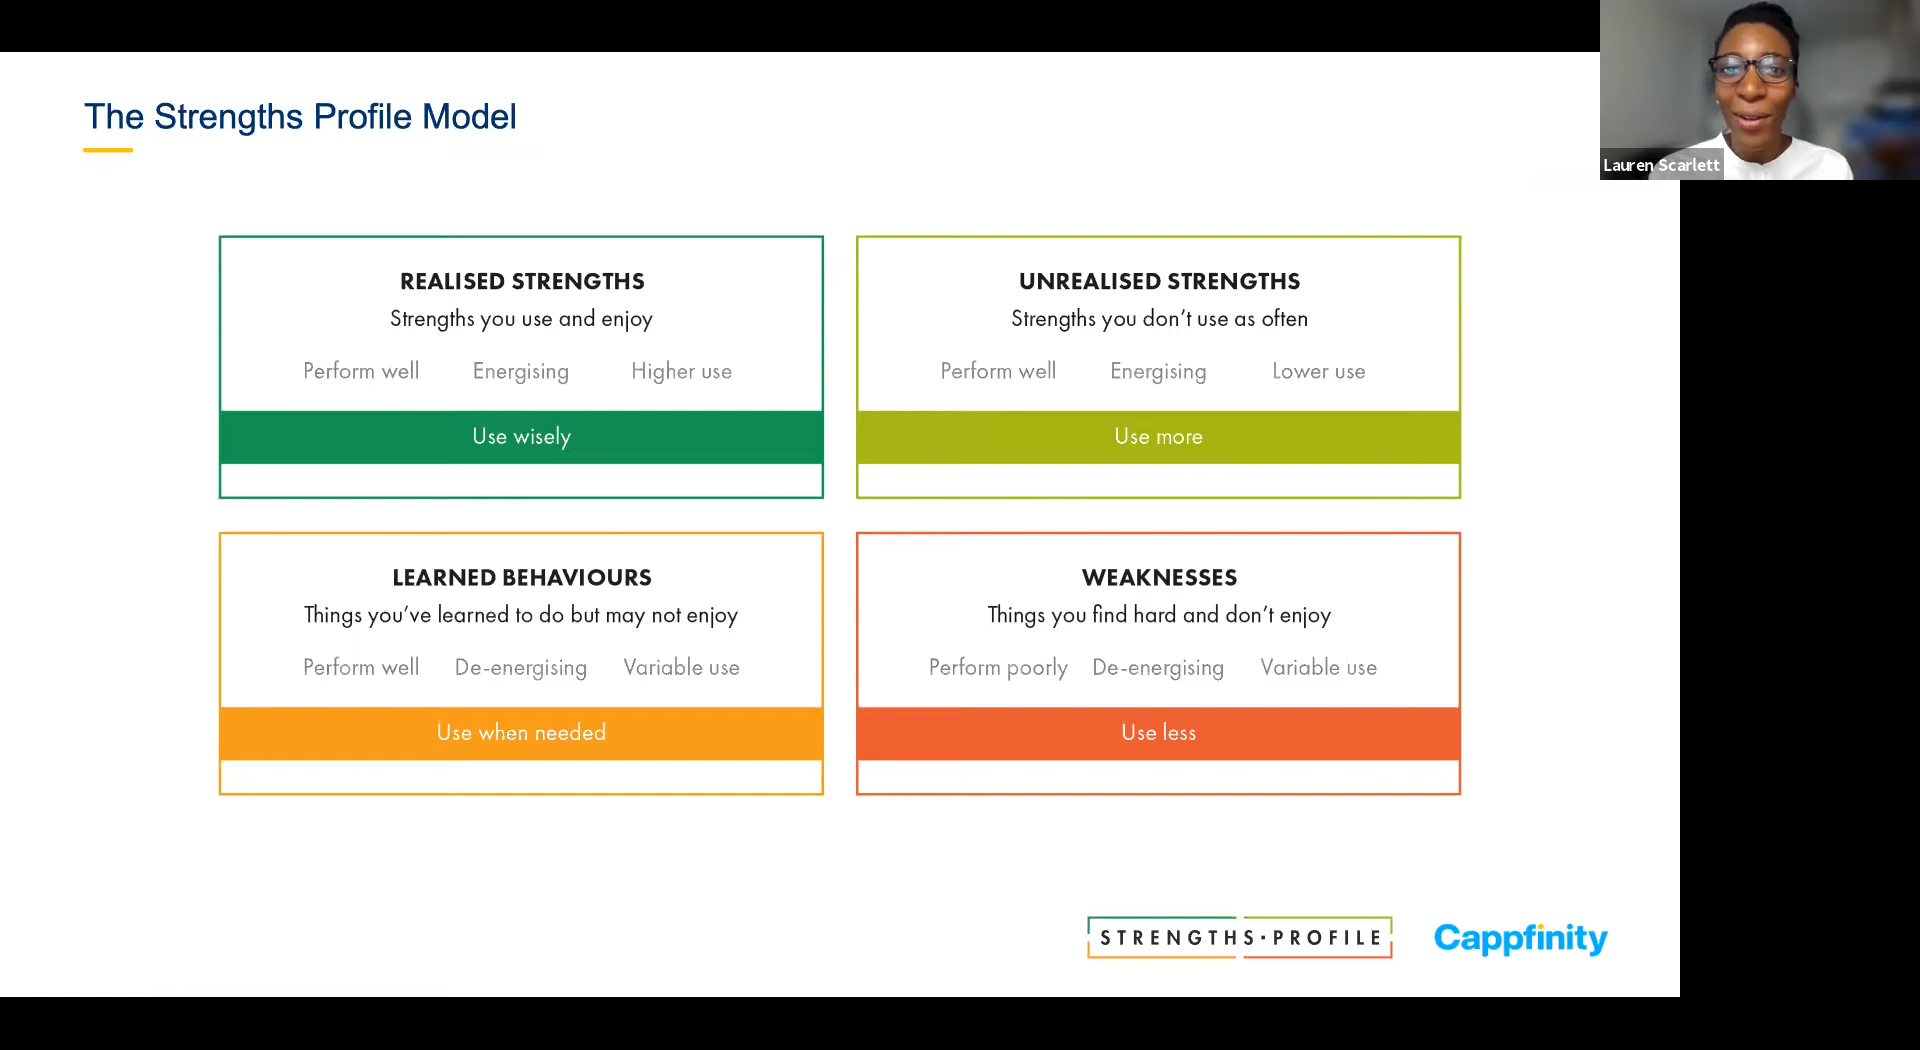 The Strengths Profile Model
Lauren Scarlett
REALISED STRENGTHS
Strengths you use and enjoy
Perform well Energising Higher use
Use wisely
UNREALISED STRENGTHS
Strengths you don't use as often
Perform well Energising Lower use
Use more
LEARNED BEHAVIOURS
Things you've learned to do but may not enjoy
Perform well De-energising Variable use
Use when needed
WEAKNESSES
Things you find hard and don't enjoy
Perform poorly De-energising Variable use
Use less
STRENGTHS·PROFILE
Cappfinity